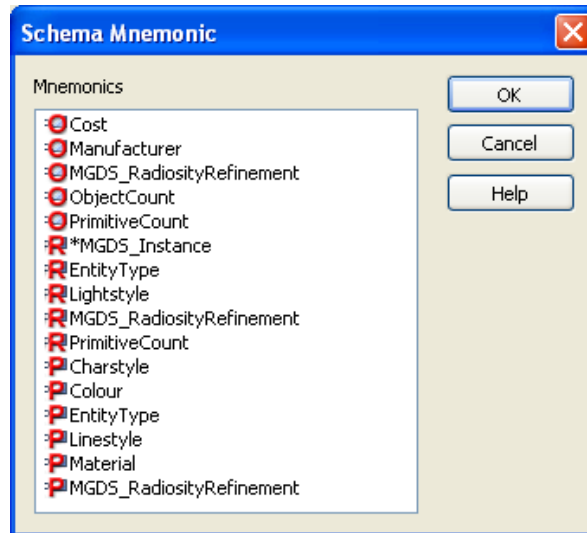 Schema Mnemonic
Mnemonics
Cost
Manufacturer
MGDS_RadiosityRefinement
ObjectCount
PrimitiveCount
*MGDS_Instance
EntityType
Lightstyle
MGDS_RadiosityRefinement
PrimitiveCount
Charstyle
Colour
EntityType
Linestyle
Material
MGDS_RadiosityRefinement
OK
Cancel
Help